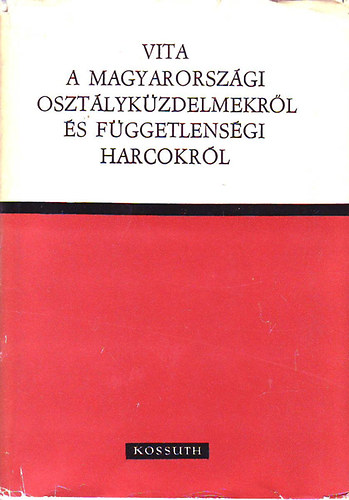 VITA
A MAGYARORSZÁGI
OSZTÁLYKÜZDELMEKRŐL
ÉS FÜGGETLENSÉGI
HARCOKRÓL
KOSSUTH